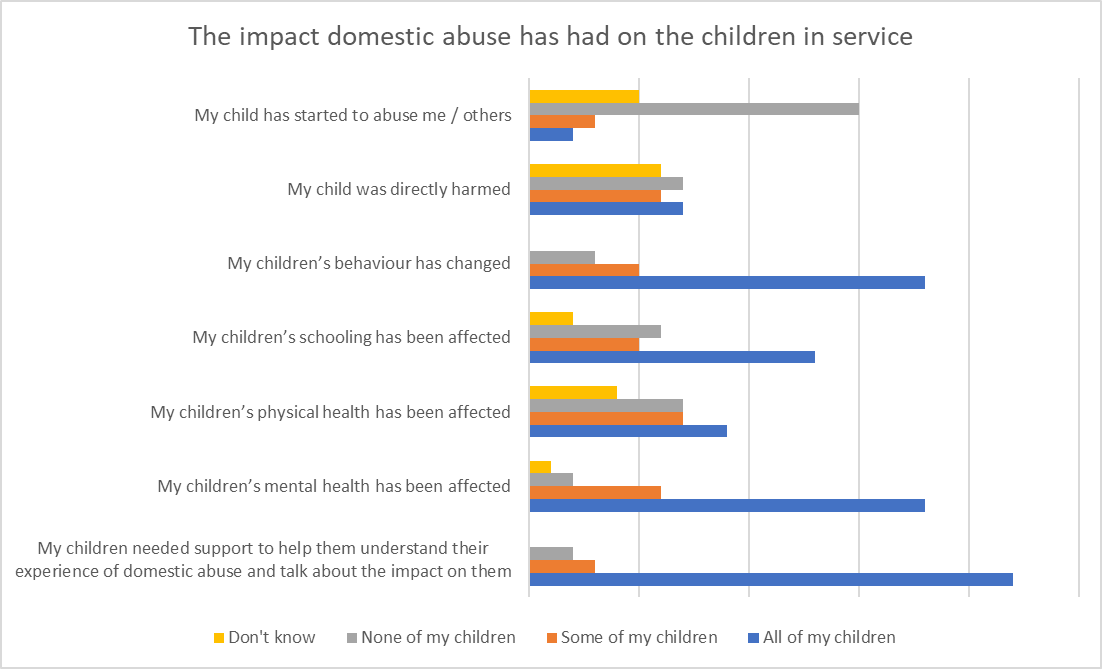 The impact domestic abuse has had on the children in service
My child has started to abuse me / others
My child was directly harmed
My children’s behaviour has changed
My children’s schooling has been affected
My children’s physical health has been affected
My children’s mental health has been affected
My children needed support to help them understand their
experience of domestic abuse and talk about the impact on them
Don't know None of my children Some of my children All of my children